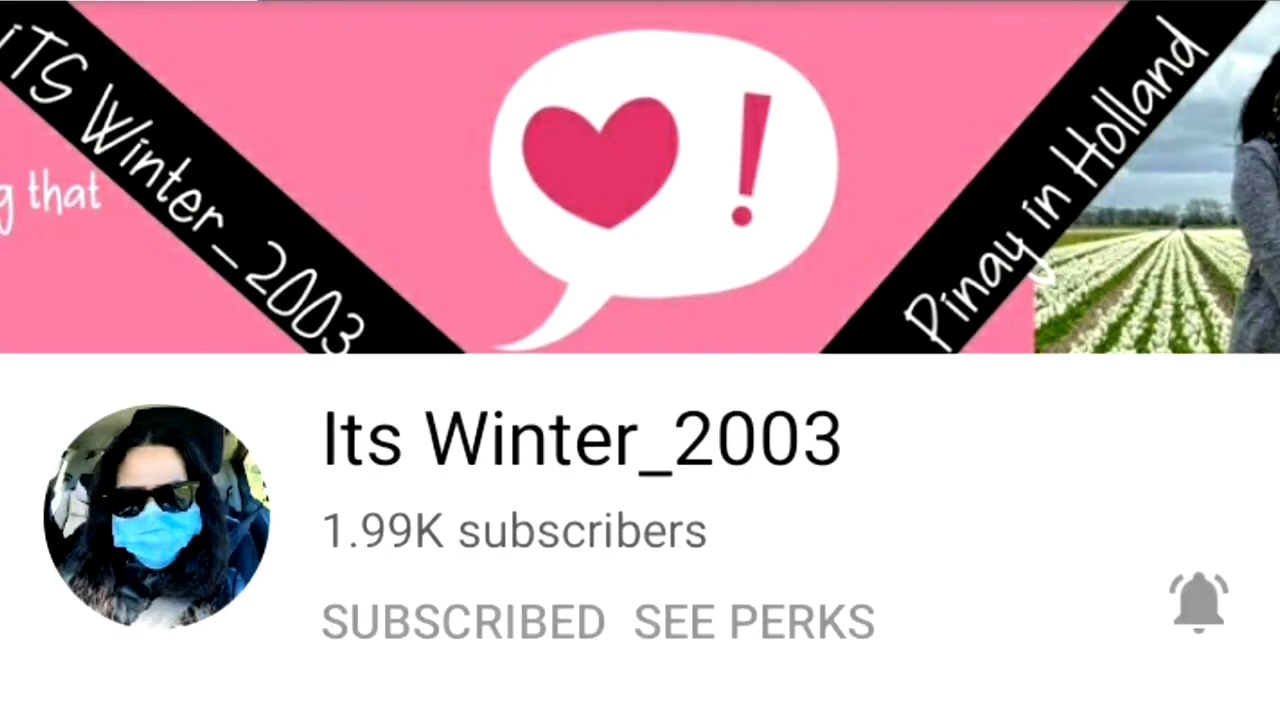 iTS Winter_2003
that
!
Pinay in Holland
Its Winter_2003
1.99K subscribers
SUBSCRIBED SEE PERKS